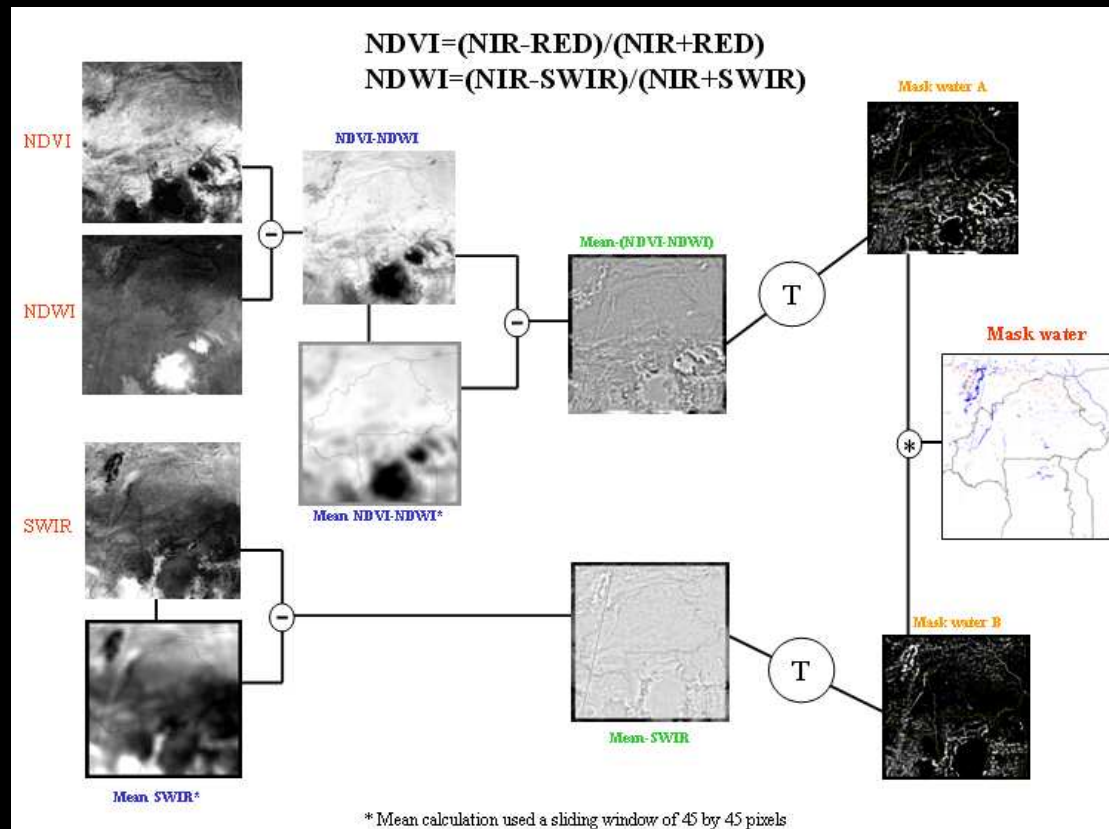 NDVI=(NIR-RED)/(NIR+RED)
NDWI=(NIR-SWIR)/(NIR+SWIR)
Mask water A
NDVI
NDVI-NDWI
-
Mean-(NDVI-NDWI)
T
NDWI
-
Mask water
*
SWIR
Mean NDVI-NDWI*
-
Mask water B
T
Mean-SWIR
Mean SWIR*
* Mean calculation used a sliding window of 45 by 45 pixels